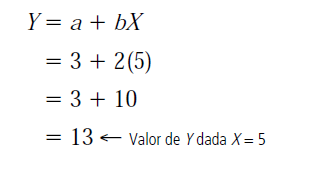 Y = a + bX
= 3 + 2(5)
= 3 + 10
= 13 ← Valor de Y dada X = 5